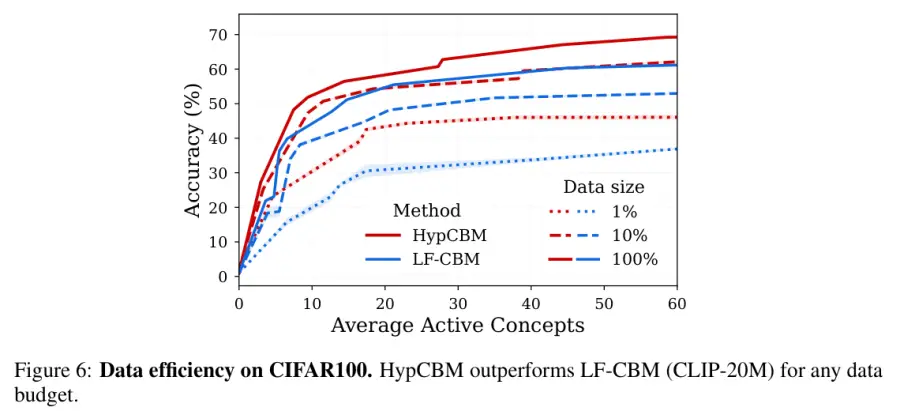 70
60
50
40
30
20
10
0
Accuracy (%)
Method
HypCBM
LF-CBM
Data size
1%
10%
100%
0 10 20 30 40 50 60
Average Active Concepts
Figure 6: Data efficiency on CIFAR100. HypCBM outperforms LF-CBM (CLIP-20M) for any data
budget.